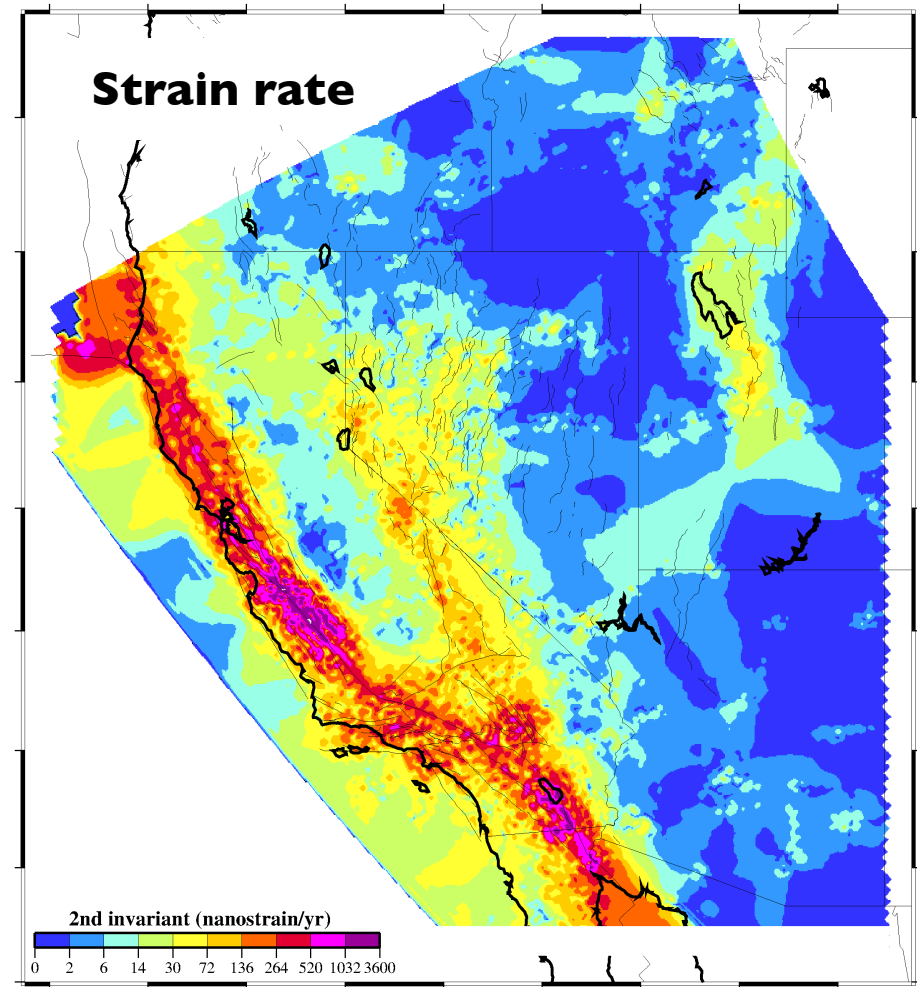 Strain rate
2nd invariant (nanostrain/yr)
0 2 6 14 30 72 136 264 520 1032 3600